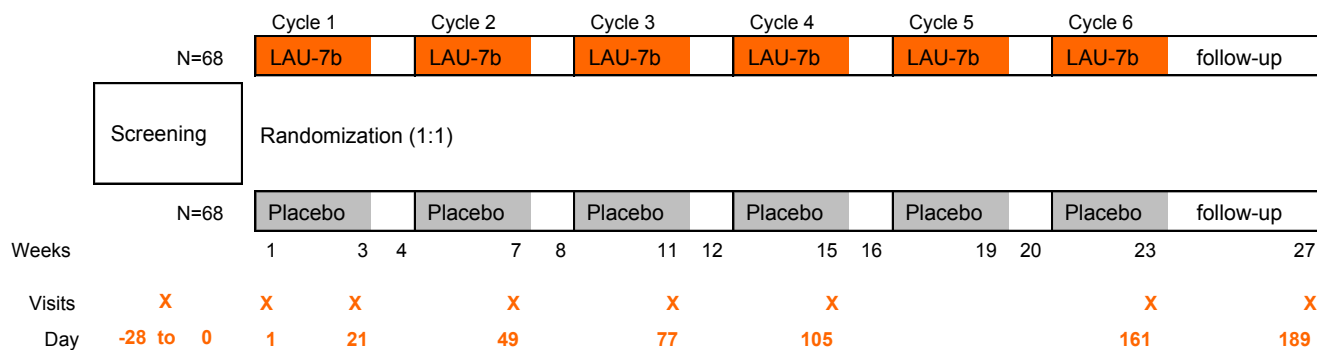 Cycle 1 Cycle 2 Cycle 3 Cycle 4 Cycle 5 Cycle 6
N=68 LAU-7b LAU-7b LAU-7b LAU-7b LAU-7b LAU-7b follow-up
Screening Randomization (1:1)
N=68 Placebo Placebo Placebo Placebo Placebo Placebo follow-up
Weeks 1 3 4 7 8 11 12 15 16 19 20 23 27
Visits X X X X X X X X
Day -28 to 0 1 21 49 77 105 161 189